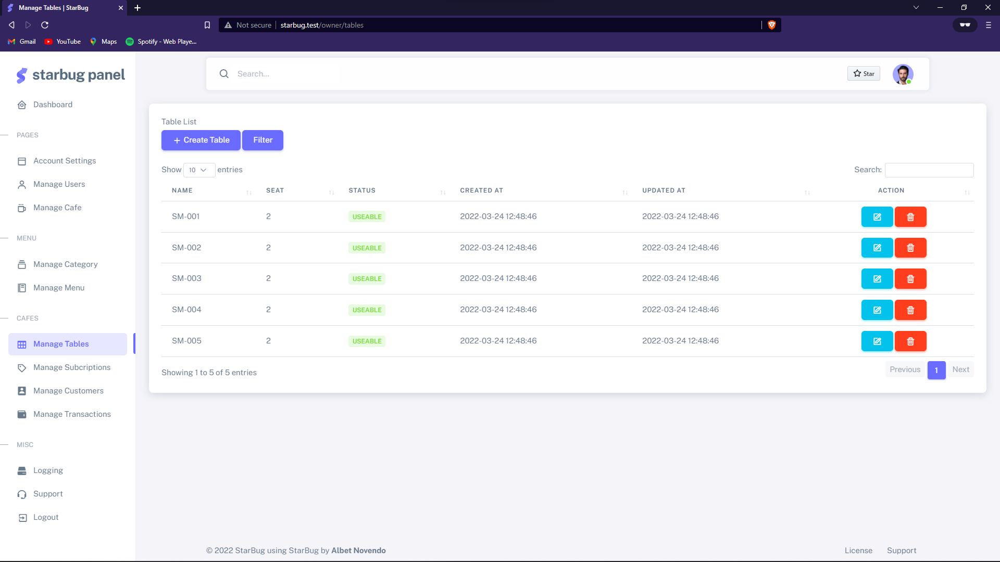 Manage Tables | StarBug
Not secure starbug.test/owner/tables
Gmail YouTube Maps Spotify - Web Playe...
starbug panel
Dashboard
PAGES
Account Settings
Manage Users
Manage Cafe
MENU
Manage Category
Manage Menu
CAFES
Manage Tables
Manage Subcriptions
Manage Customers
Manage Transactions
MISC
Logging
Support
Logout
Search...
Star
Table List
+ Create Table Filter
Show 10 entries Search:
NAME SEAT STATUS CREATED AT UPDATED AT ACTION
SM-001 2 USEABLE 2022-03-24 12:48:46 2022-03-24 12:48:46
SM-002 2 USEABLE 2022-03-24 12:48:46 2022-03-24 12:48:46
SM-003 2 USEABLE 2022-03-24 12:48:46 2022-03-24 12:48:46
SM-004 2 USEABLE 2022-03-24 12:48:46 2022-03-24 12:48:46
SM-005 2 USEABLE 2022-03-24 12:48:46 2022-03-24 12:48:46
Showing 1 to 5 of 5 entries Previous 1 Next
© 2022 StarBug using StarBug by Albet Novendo License Support